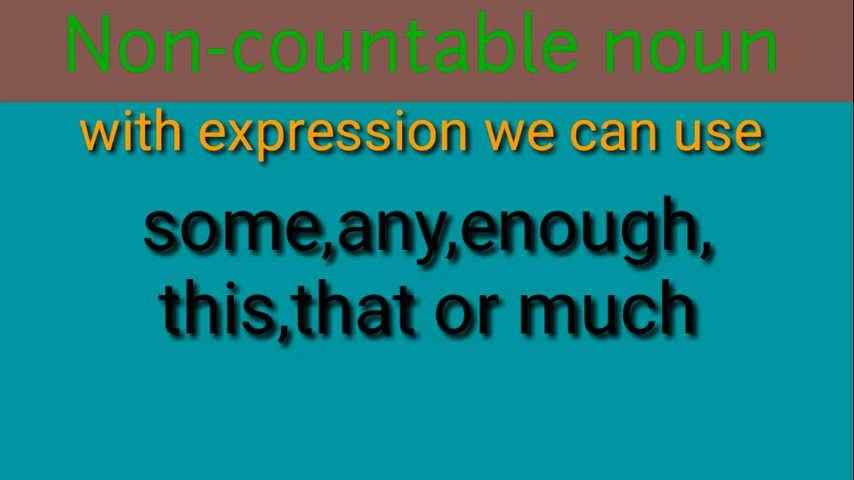 Non-countable noun
with expression we can use
some,any,enough,
this,that or much